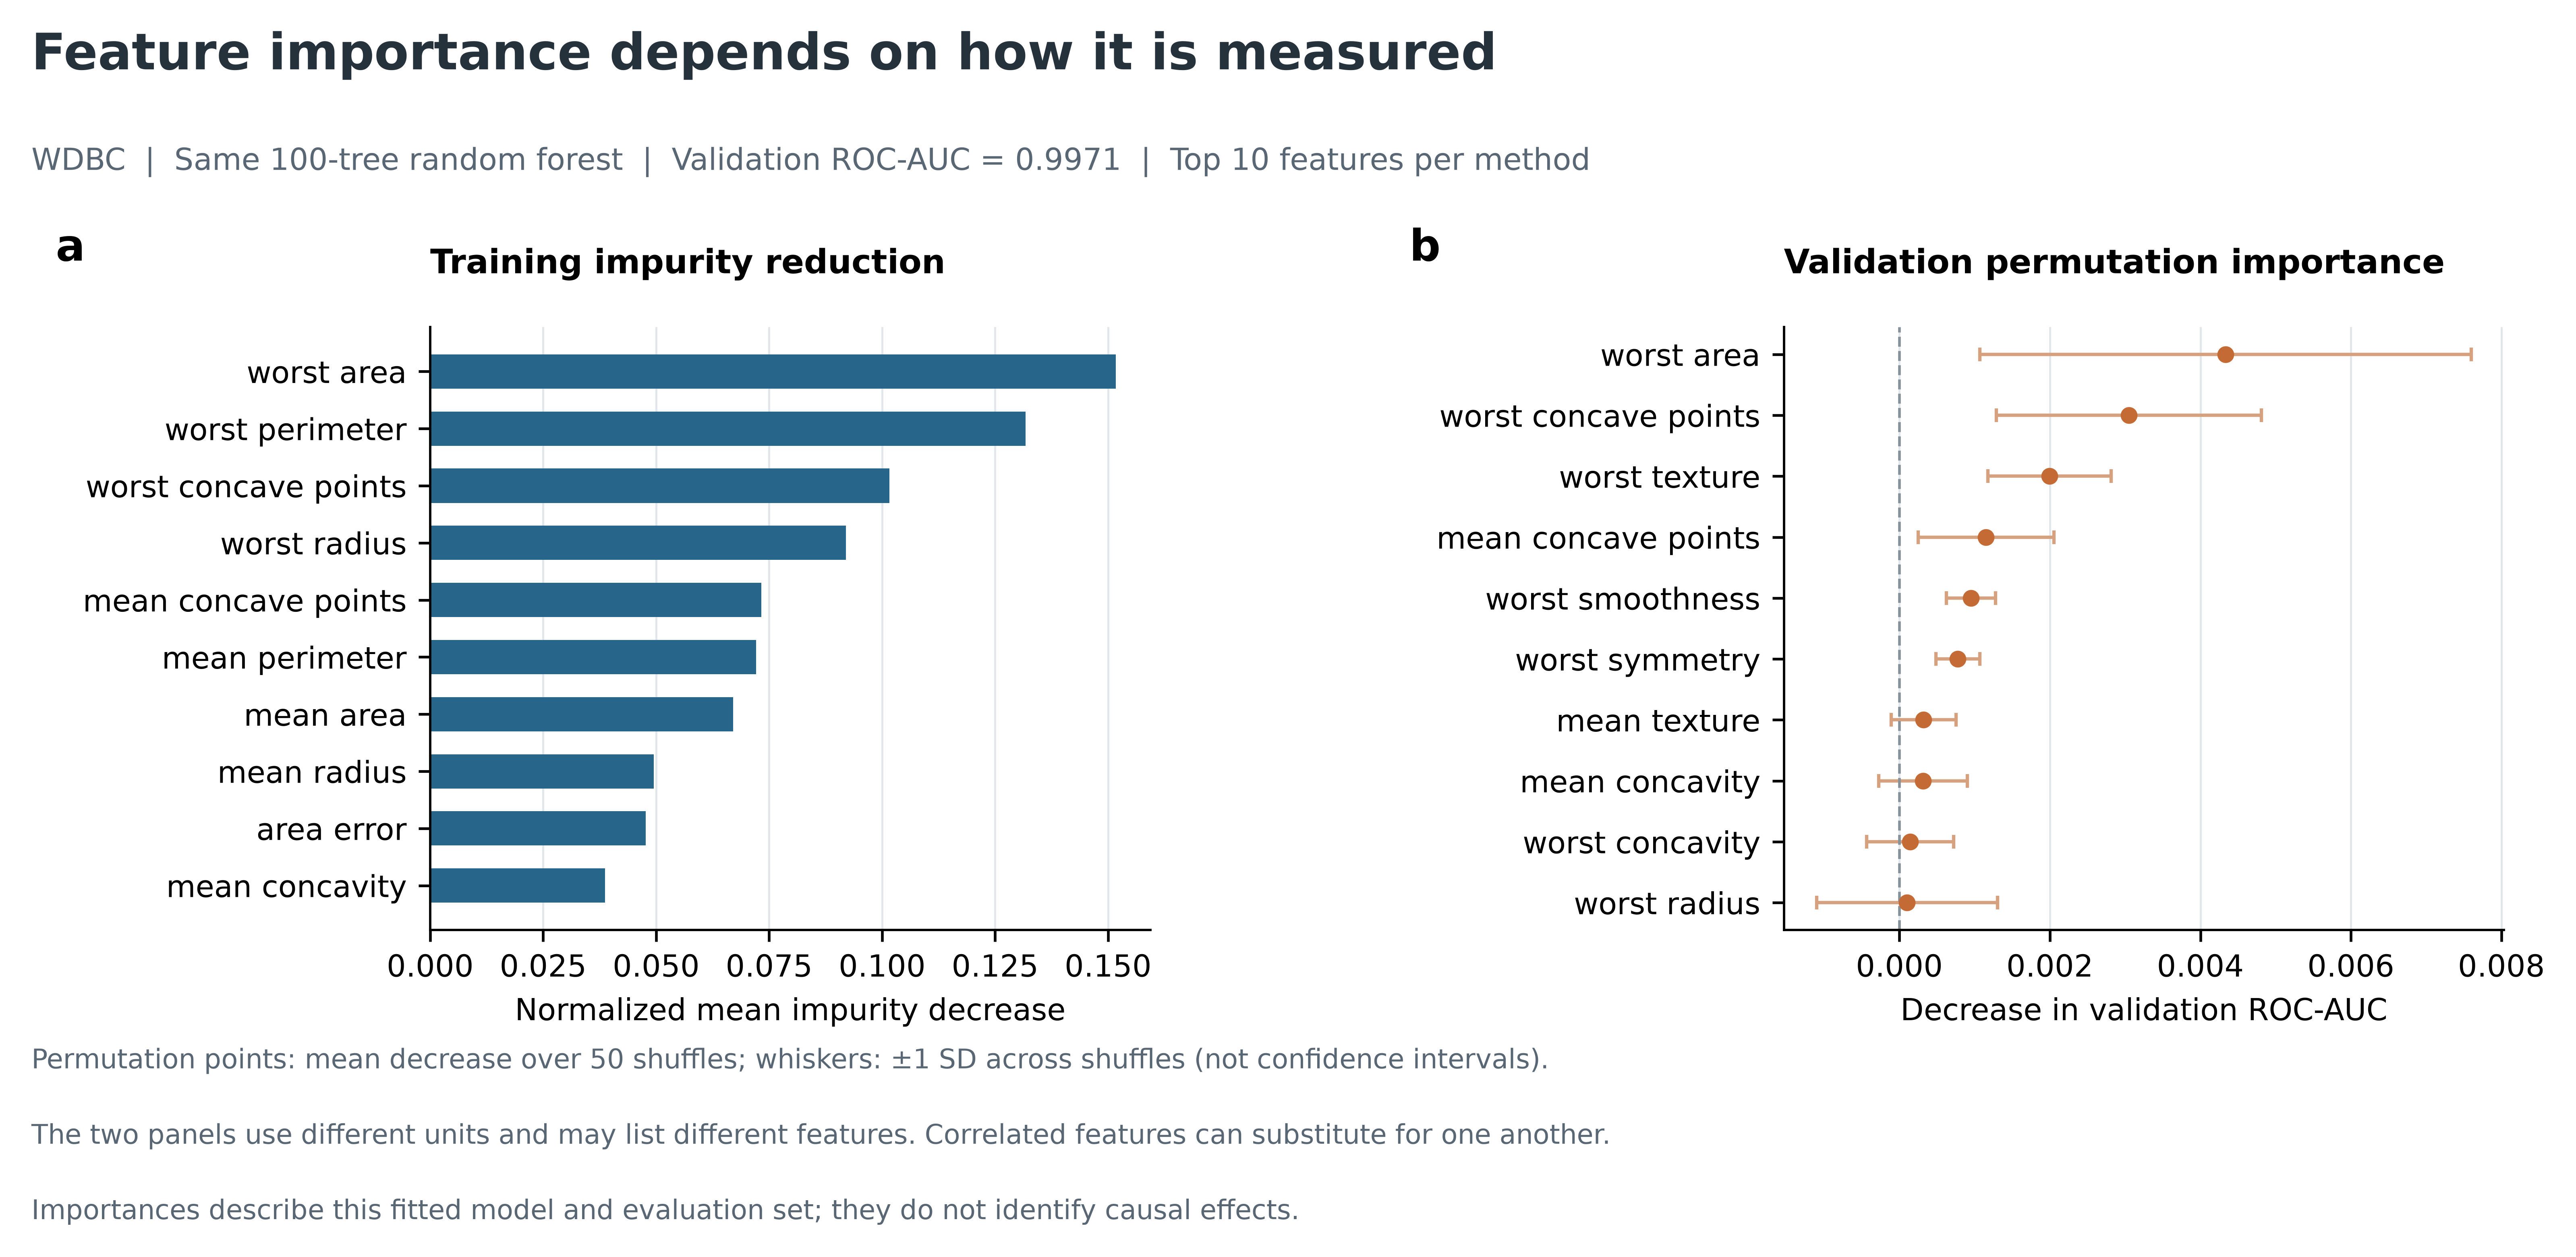 Feature importance depends on how it is measured
WDBC | Same 100-tree random forest | Validation ROC-AUC = 0.9971 | Top 10 features per method
a
Training impurity reduction
worst area
worst perimeter
worst concave points
worst radius
mean concave points
mean perimeter
mean area
mean radius
area error
mean concavity
0.000 0.025 0.050 0.075 0.100 0.125 0.150
Normalized mean impurity decrease
b
Validation permutation importance
worst area
worst concave points
worst texture
mean concave points
worst smoothness
worst symmetry
mean texture
mean concavity
worst concavity
worst radius
0.000 0.002 0.004 0.006 0.008
Decrease in validation ROC-AUC
Permutation points: mean decrease over 50 shuffles; whiskers: ±1 SD across shuffles (not confidence intervals).
The two panels use different units and may list different features. Correlated features can substitute for one another.
Importances describe this fitted model and evaluation set; they do not identify causal effects.